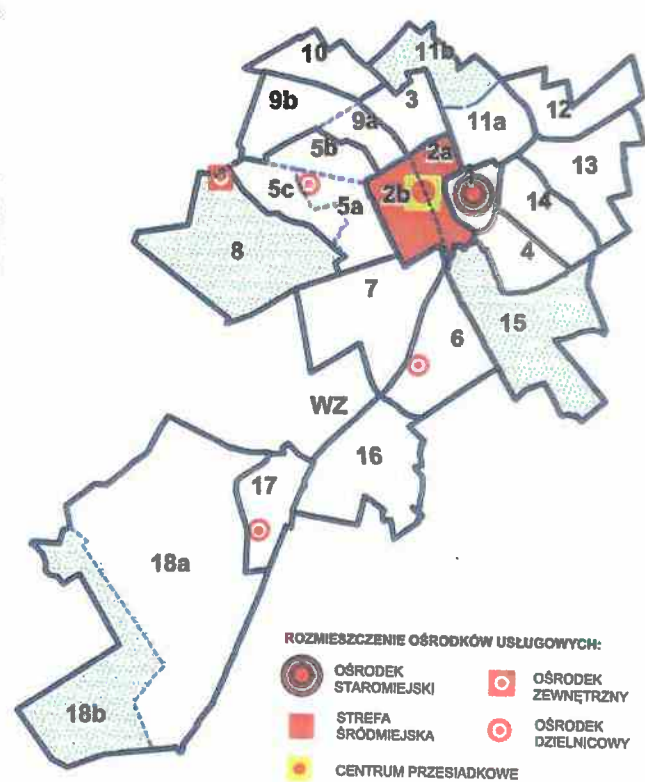 10
11b
9b
3
12
9a
11a
5b
2a
13
1
5c
2b
14
5a
8
4
7
15
6
WZ
16
17
18a
18b
ROZMIESZCZENIE OŚRODKÓW USŁUGOWYCH:
OŚRODEK
STAROMIEJSKI
OŚRODEK
ZEWNĘTRZNY
STREFA
ŚRÓDMIEJSKA
OŚRODEK
DZIELNICOWY
CENTRUM PRZESIADKOWE